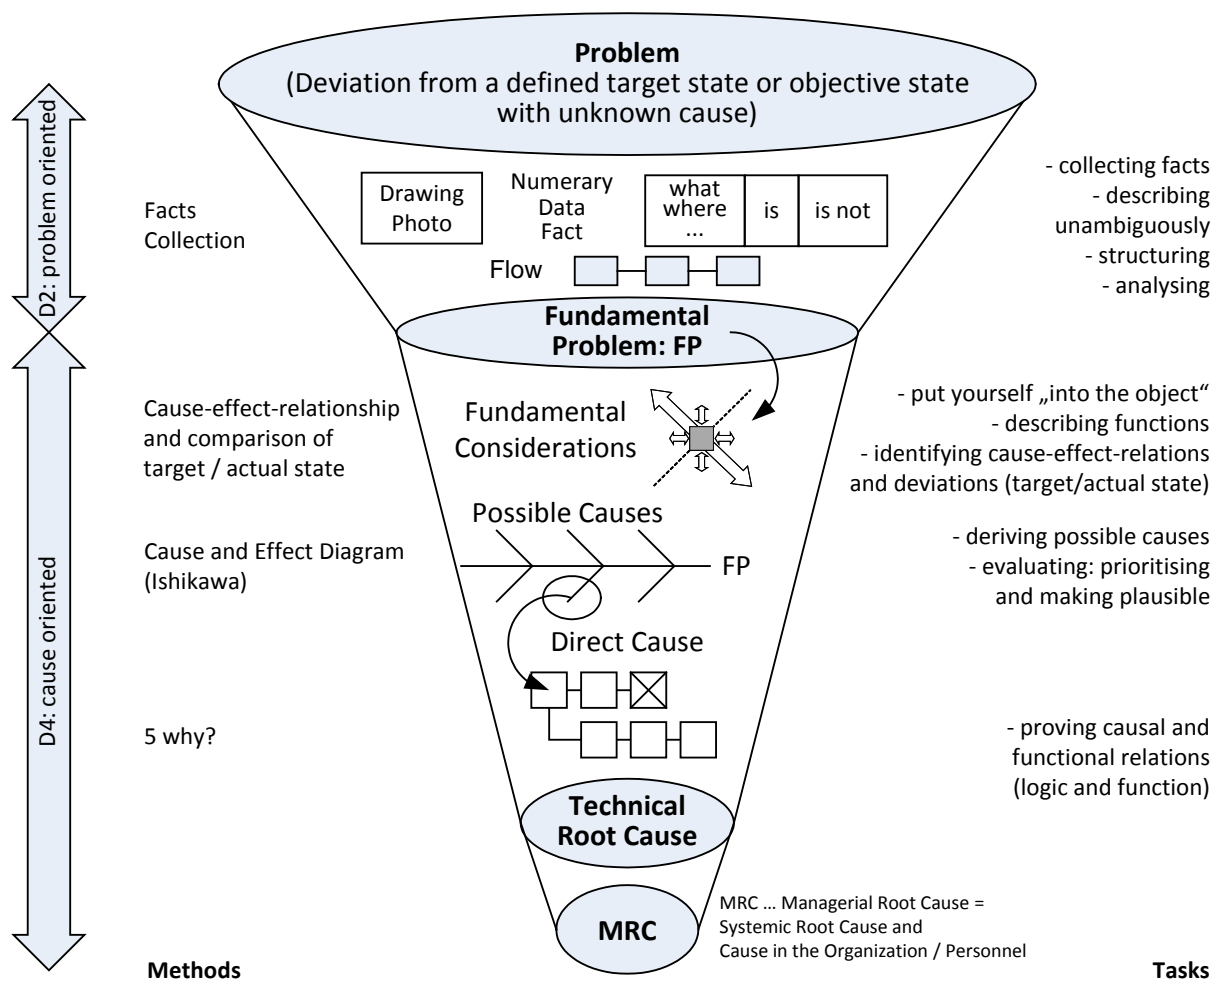 Problem
(Deviation from a defined target state or objective state
with unknown cause)
D2: problem oriented
Facts
Collection
Drawing
Photo
Numerary
Data
Fact
what
where
...
is
is not
Flow
- collecting facts
- describing
unambiguously
- structuring
- analysing
Fundamental
Problem: FP
D4: cause oriented
Cause-effect-relationship
and comparison of
target / actual state
Fundamental
Considerations
- put yourself „into the object“
- describing functions
- identifying cause-effect-relations
and deviations (target/actual state)
Possible Causes
Cause and Effect Diagram
(Ishikawa)
FP
- deriving possible causes
- evaluating: prioritising
and making plausible
Direct Cause
5 why?
- proving causal and
functional relations
(logic and function)
Technical
Root Cause
MRC
MRC ... Managerial Root Cause =
Systemic Root Cause and
Cause in the Organization / Personnel
Methods
Tasks